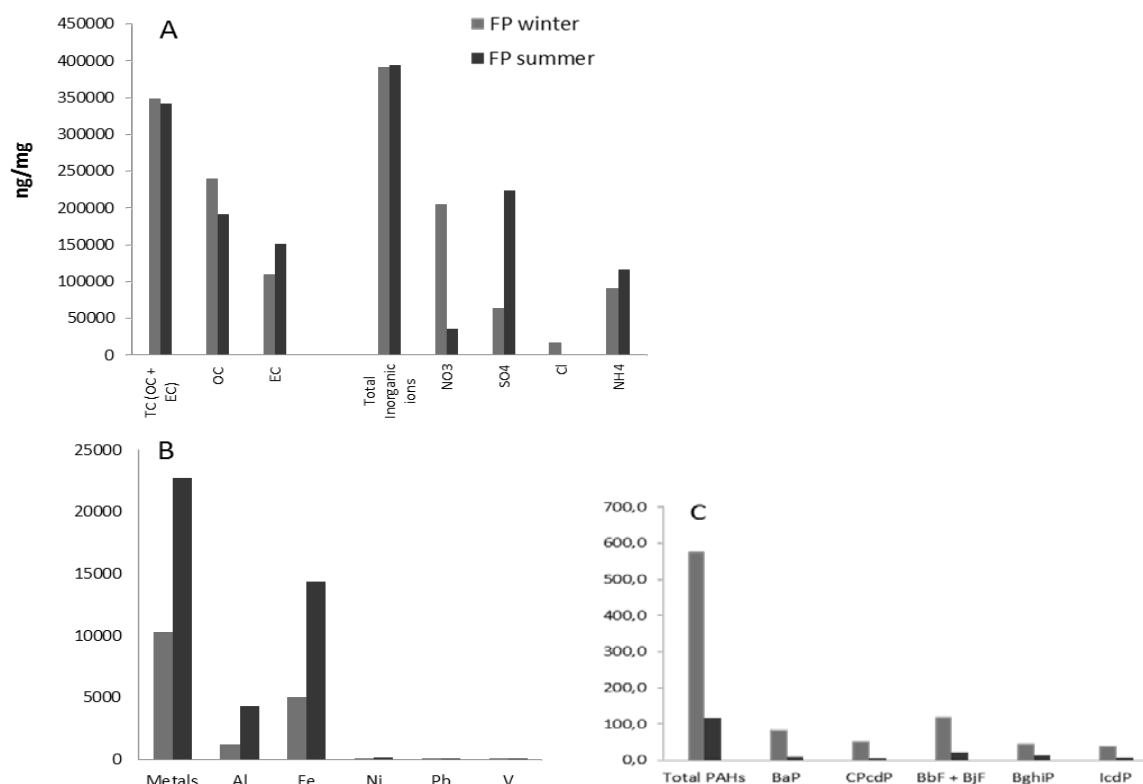 A
FP winter
FP summer
ng/mg
450000
400000
350000
300000
250000
200000
150000
100000
50000
0
TC (OC +
EC)
OC
EC
Total
Inorganic
ions
NO3
SO4
Cl
NH4
B
25000
20000
15000
10000
5000
0
Metals Al Fe Ni Pb V
C
700,0
600,0
500,0
400,0
300,0
200,0
100,0
0,0
Total PAHs BaP CPcdP BbF + BjF BghiP IcdP